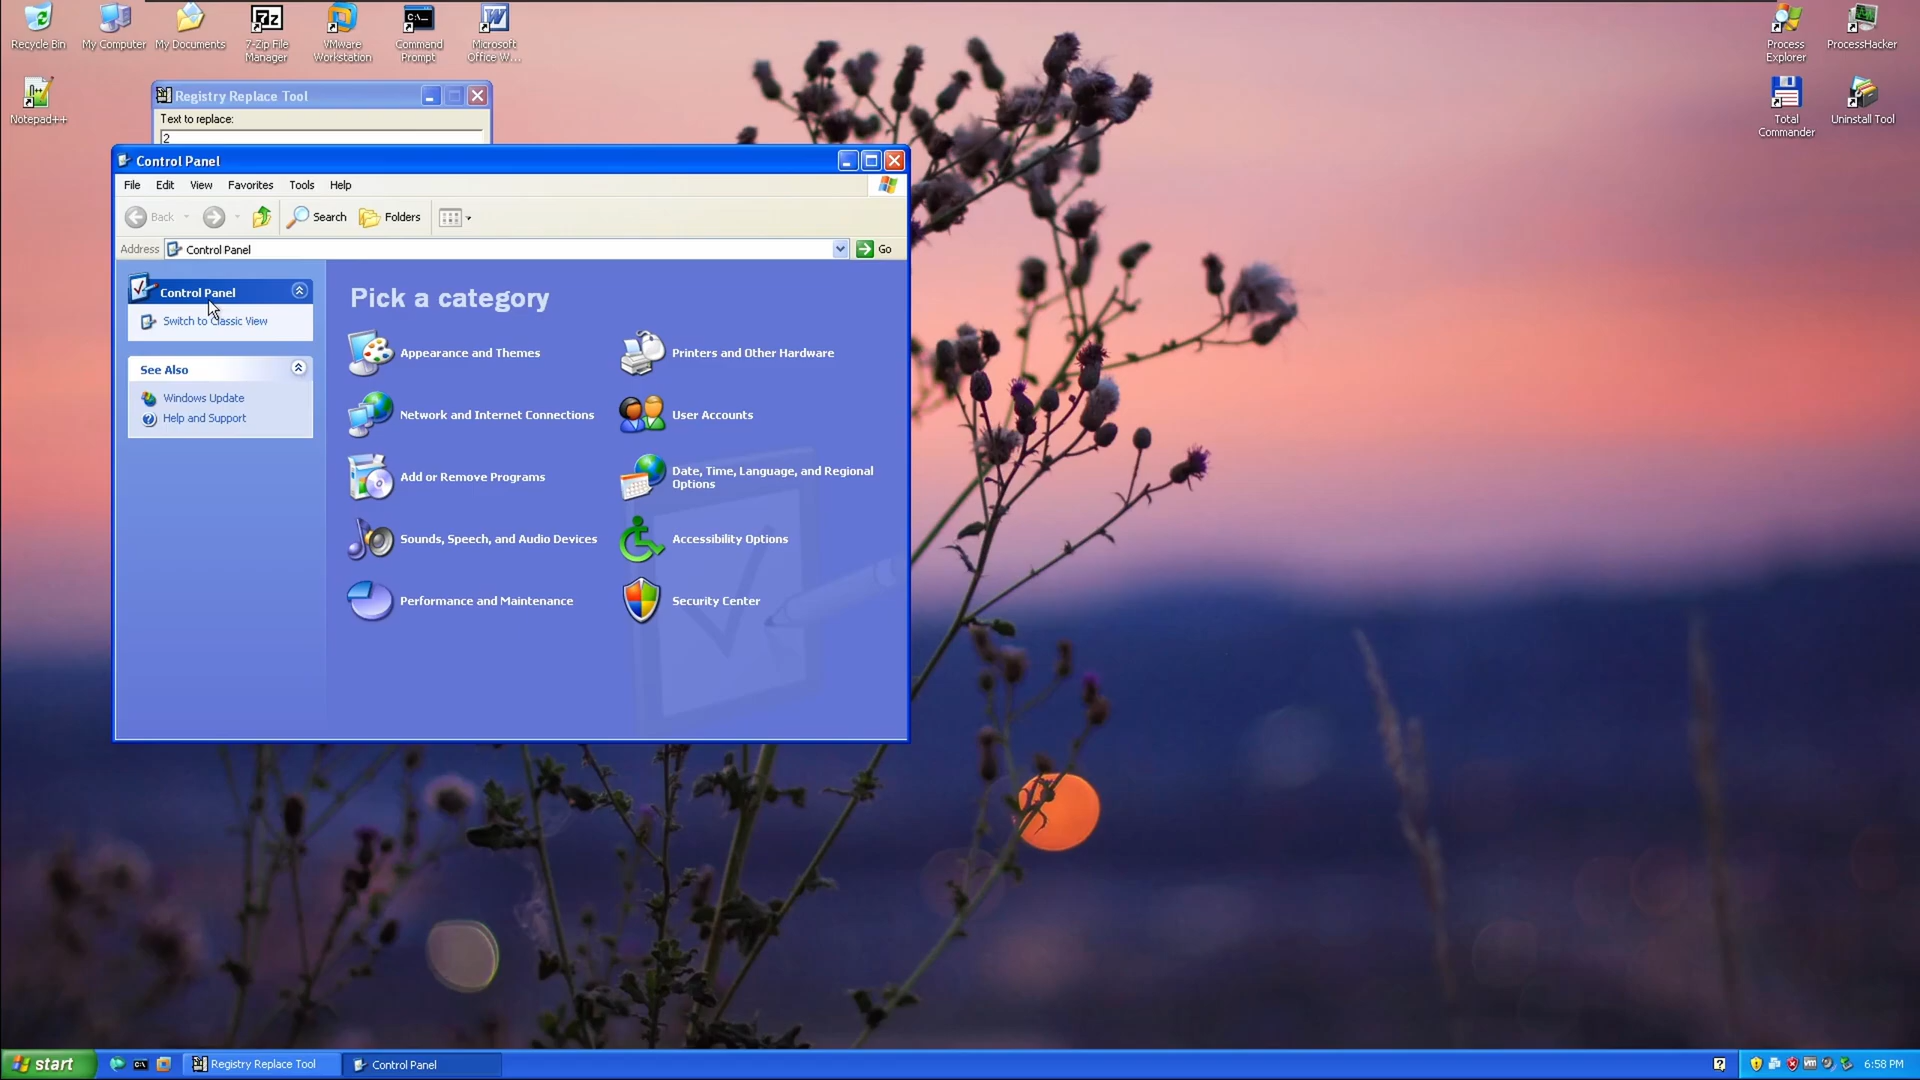 Recycle Bin
My Computer
My Documents
7-Zip File
Manager
VMware
Workstation
Command
Prompt
Microsoft
Office W...
Process
Explorer
ProcessHacker
Notepad++
Total
Commander
Uninstall Tool
Registry Replace Tool
Text to replace:
2
Control Panel
File Edit View Favorites Tools Help
Back Search Folders
Address Control Panel Go
Control Panel
Switch to Classic View
See Also
Windows Update
Help and Support
Pick a category
Appearance and Themes
Printers and Other Hardware
Network and Internet Connections
User Accounts
Add or Remove Programs
Date, Time, Language, and Regional
Options
Sounds, Speech, and Audio Devices
Accessibility Options
Performance and Maintenance
Security Center
start
Registry Replace Tool
Control Panel
6:58 PM